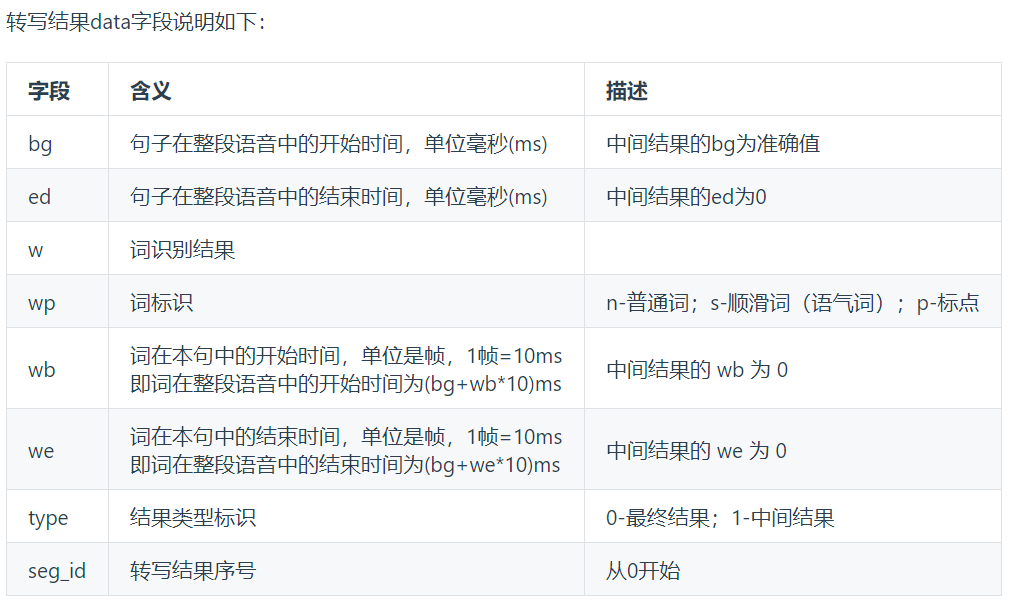 转写结果data字段说明如下：
字段 含义 描述
bg 句子在整段语音中的开始时间，单位毫秒(ms) 中间结果的bg为准确值
ed 句子在整段语音中的结束时间，单位毫秒(ms) 中间结果的ed为0
w 词识别结果
wp 词标识 n-普通词；s-顺滑词（语气词）；p-标点
wb 词在本句中的开始时间，单位是帧，1帧=10ms
即词在整段语音中的开始时间为(bg+wb*10)ms 中间结果的 wb 为 0
we 词在本句中的结束时间，单位是帧，1帧=10ms
即词在整段语音中的结束时间为(bg+we*10)ms 中间结果的 we 为 0
type 结果类型标识 0-最终结果；1-中间结果
seg_id 转写结果序号 从0开始